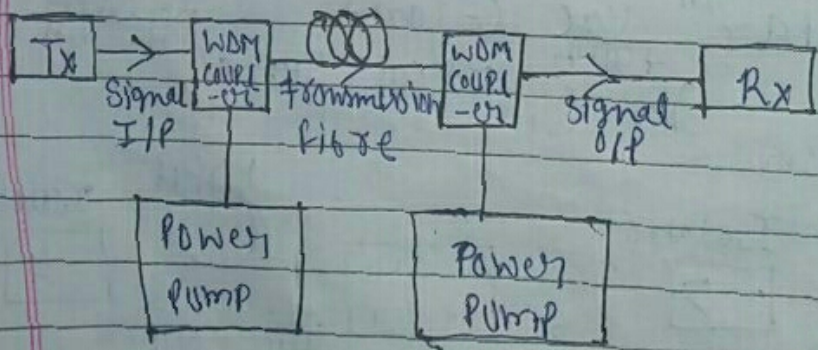 Tx
WDM
COUPL
-er
Signal
I/P
transmission
fibre
WDM
COUPL
-er
Signal
O/P
Rx
Power
Pump
Power
Pump